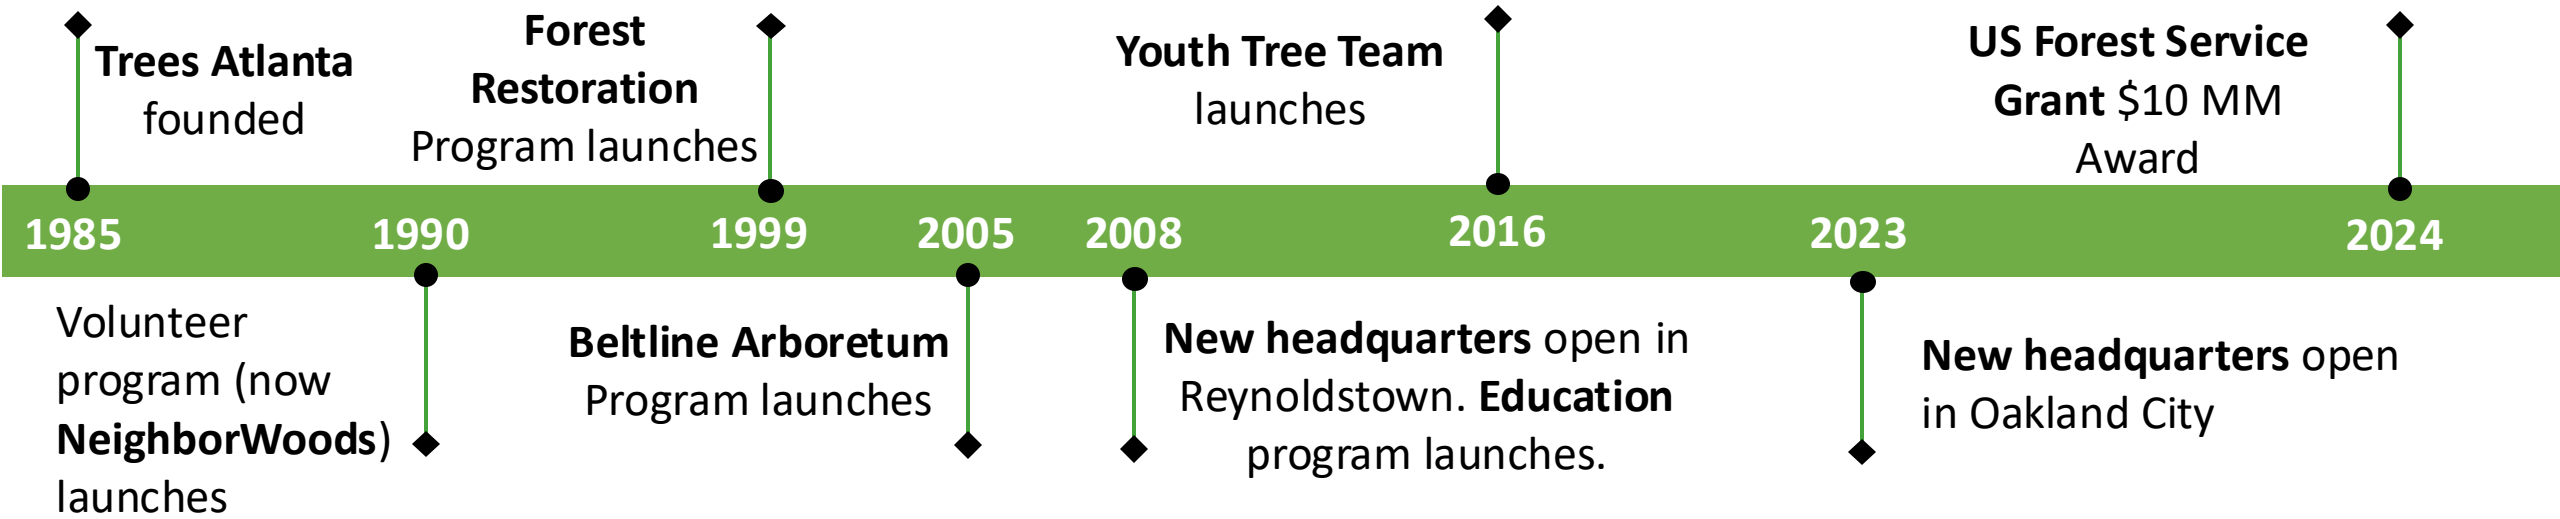 Trees Atlanta
founded
Forest
Restoration
Program launches
Youth Tree Team
launches
US Forest Service
Grant $10 MM
Award
1985
1990
1999
2005
2008
2016
2023
2024
Volunteer
program (now
NeighborWoods)
launches
Beltline Arboretum
Program launches
New headquarters open in
Reynoldstown. Education
program launches.
New headquarters open
in Oakland City